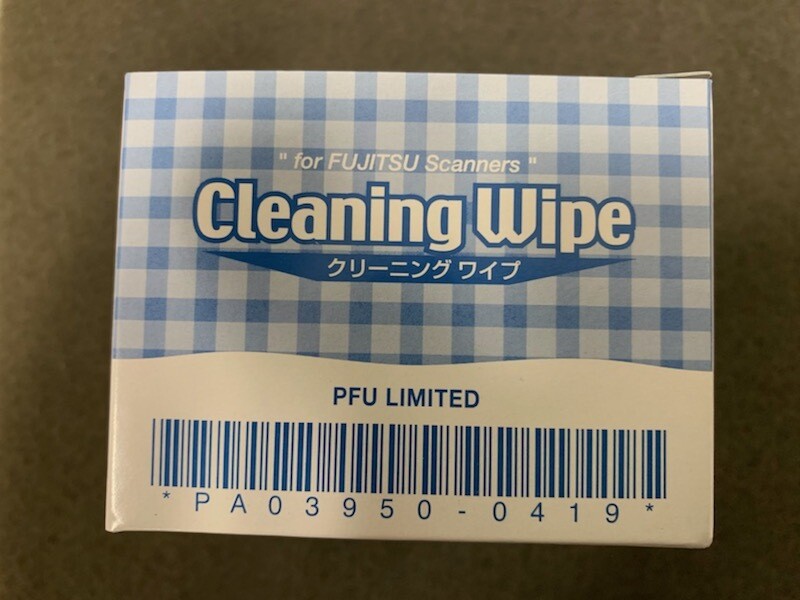 " for FUJITSU Scanners "
Cleaning Wipe
クリーニング ワイプ
PFU LIMITED
*PA03950-0419*